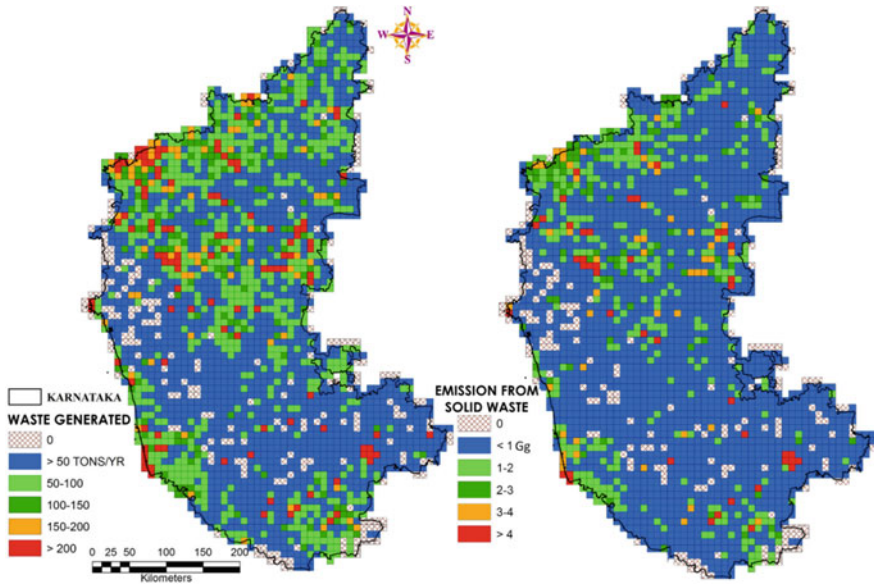 N
W E
S
KARNATAKA
WASTE GENERATED
0
> 50 TONS/YR
50-100
100-150
150-200
> 200
0 25 50 100 150 200
Kilometers
EMISSION FROM
SOLID WASTE
0
< 1 Gg
1-2
2-3
3-4
> 4